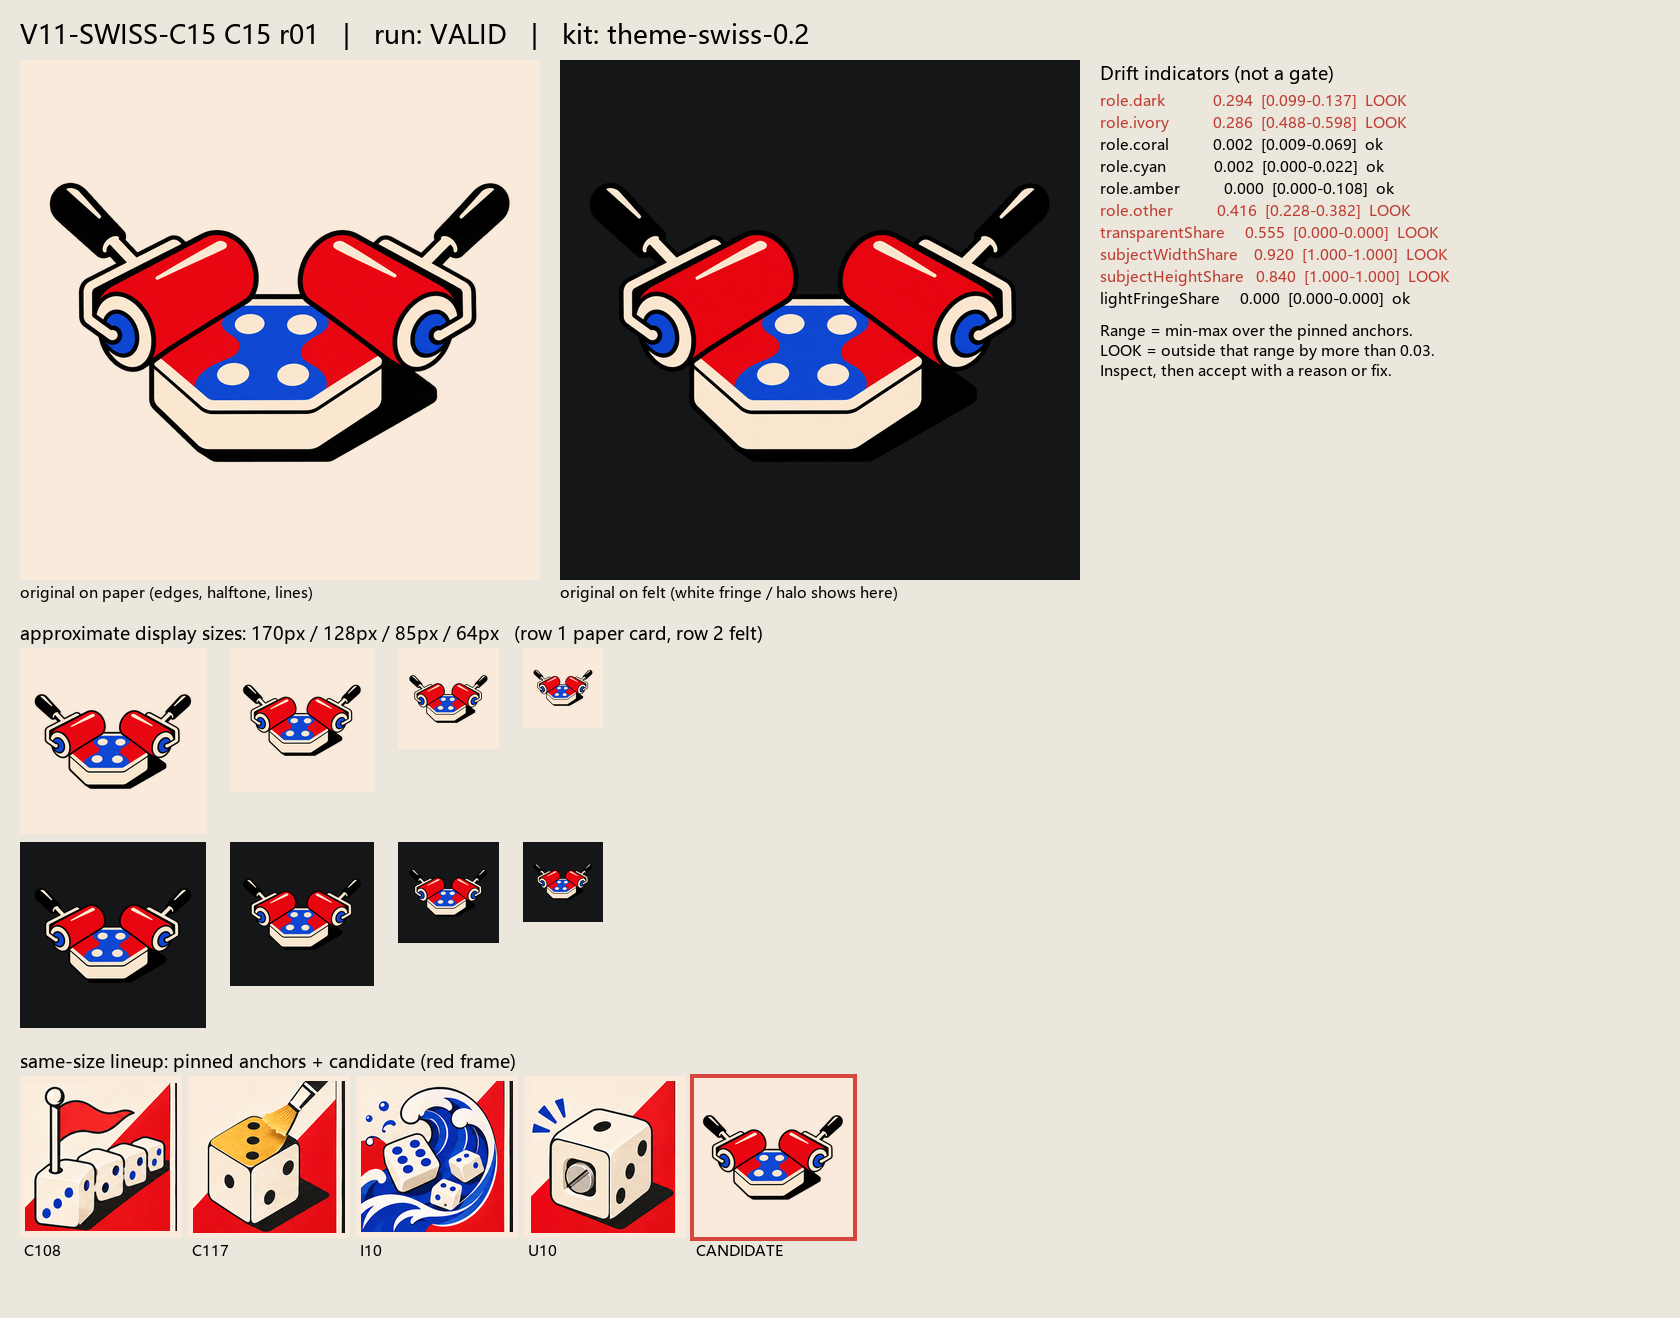 V11-SWISS-C15 C15 r01 | run: VALID | kit: theme-swiss-0.2
Drift indicators (not a gate)
role.dark 0.294 [0.099-0.137] LOOK
role.ivory 0.286 [0.488-0.598] LOOK
role.coral 0.002 [0.009-0.069] ok
role.cyan 0.002 [0.000-0.022] ok
role.amber 0.000 [0.000-0.108] ok
role.other 0.416 [0.228-0.382] LOOK
transparentShare 0.555 [0.000-0.000] LOOK
subjectWidthShare 0.920 [1.000-1.000] LOOK
subjectHeightShare 0.840 [1.000-1.000] LOOK
lightFringeShare 0.000 [0.000-0.000] ok
Range = min-max over the pinned anchors.
LOOK = outside that range by more than 0.03.
Inspect, then accept with a reason or fix.
original on paper (edges, halftone, lines)
original on felt (white fringe / halo shows here)
approximate display sizes: 170px / 128px / 85px / 64px (row 1 paper card, row 2 felt)
same-size lineup: pinned anchors + candidate (red frame)
C108
C117
I10
U10
CANDIDATE